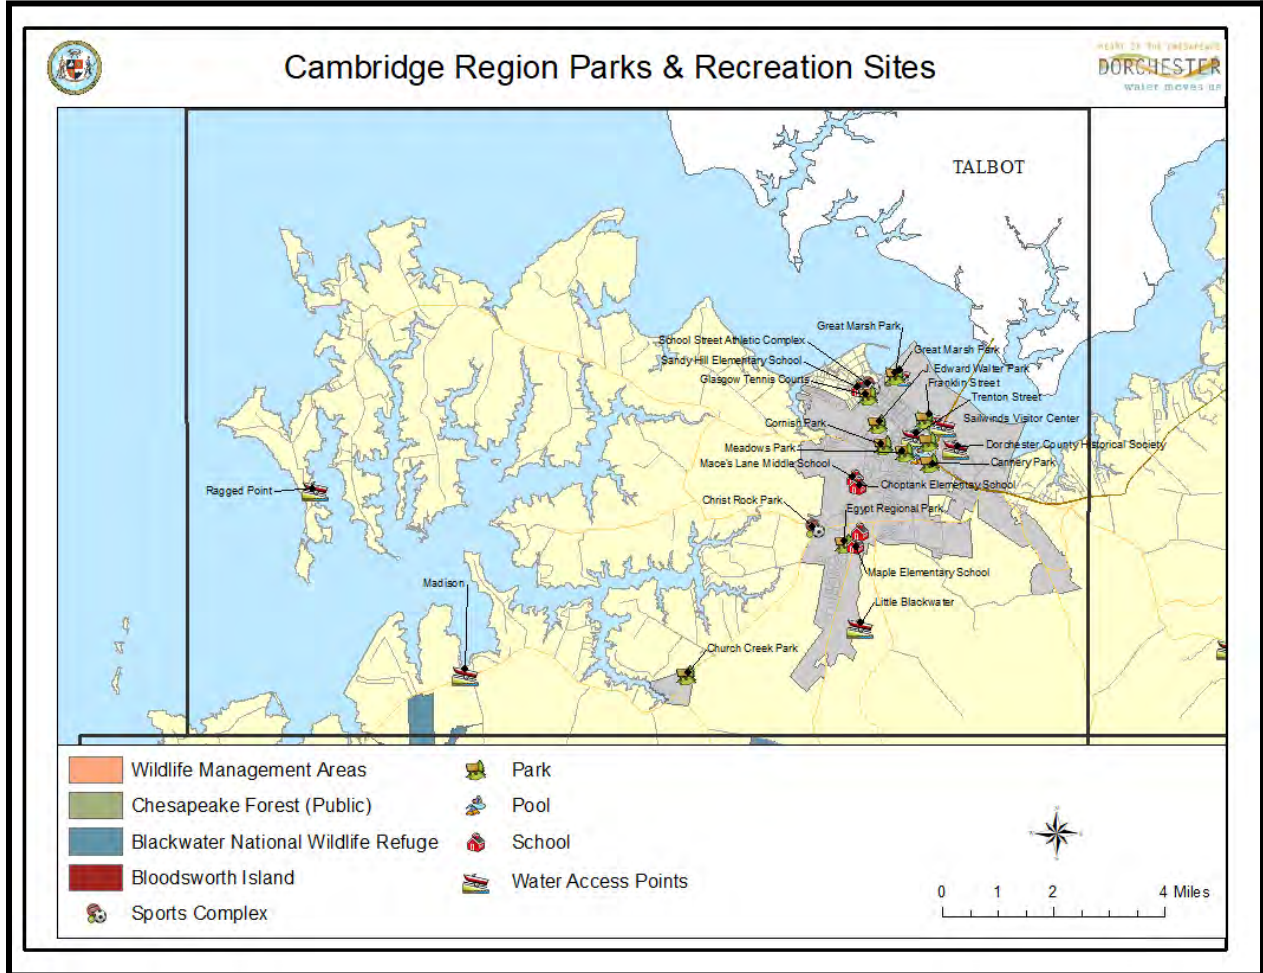 Cambridge Region Parks & Recreation Sites
HEART OF THE CHESAPEAKE
DORCHESTER
water moves us
TALBOT
Great Marsh Park
School Street Athletic Complex
Great Marsh Park
Sandy Hill Elementary School
J. Edward Walter Park
Glasgow Tennis Courts
Franklin Street
Trenton Street
Sailwinds Visitor Center
Cornish Park
Dorchester County Historical Society
Meadows Park
Mace's Lane Middle School
Cannery Park
Choptank Elementary School
Ragged Point
Christ Rock Park
Egypt Regional Park
Maple Elementary School
Madison
Little Blackwater
Church Creek Park
Wildlife Management Areas
Park
Chesapeake Forest (Public)
Pool
Blackwater National Wildlife Refuge
School
Bloodsworth Island
Water Access Points
Sports Complex
0 1 2 4 Miles